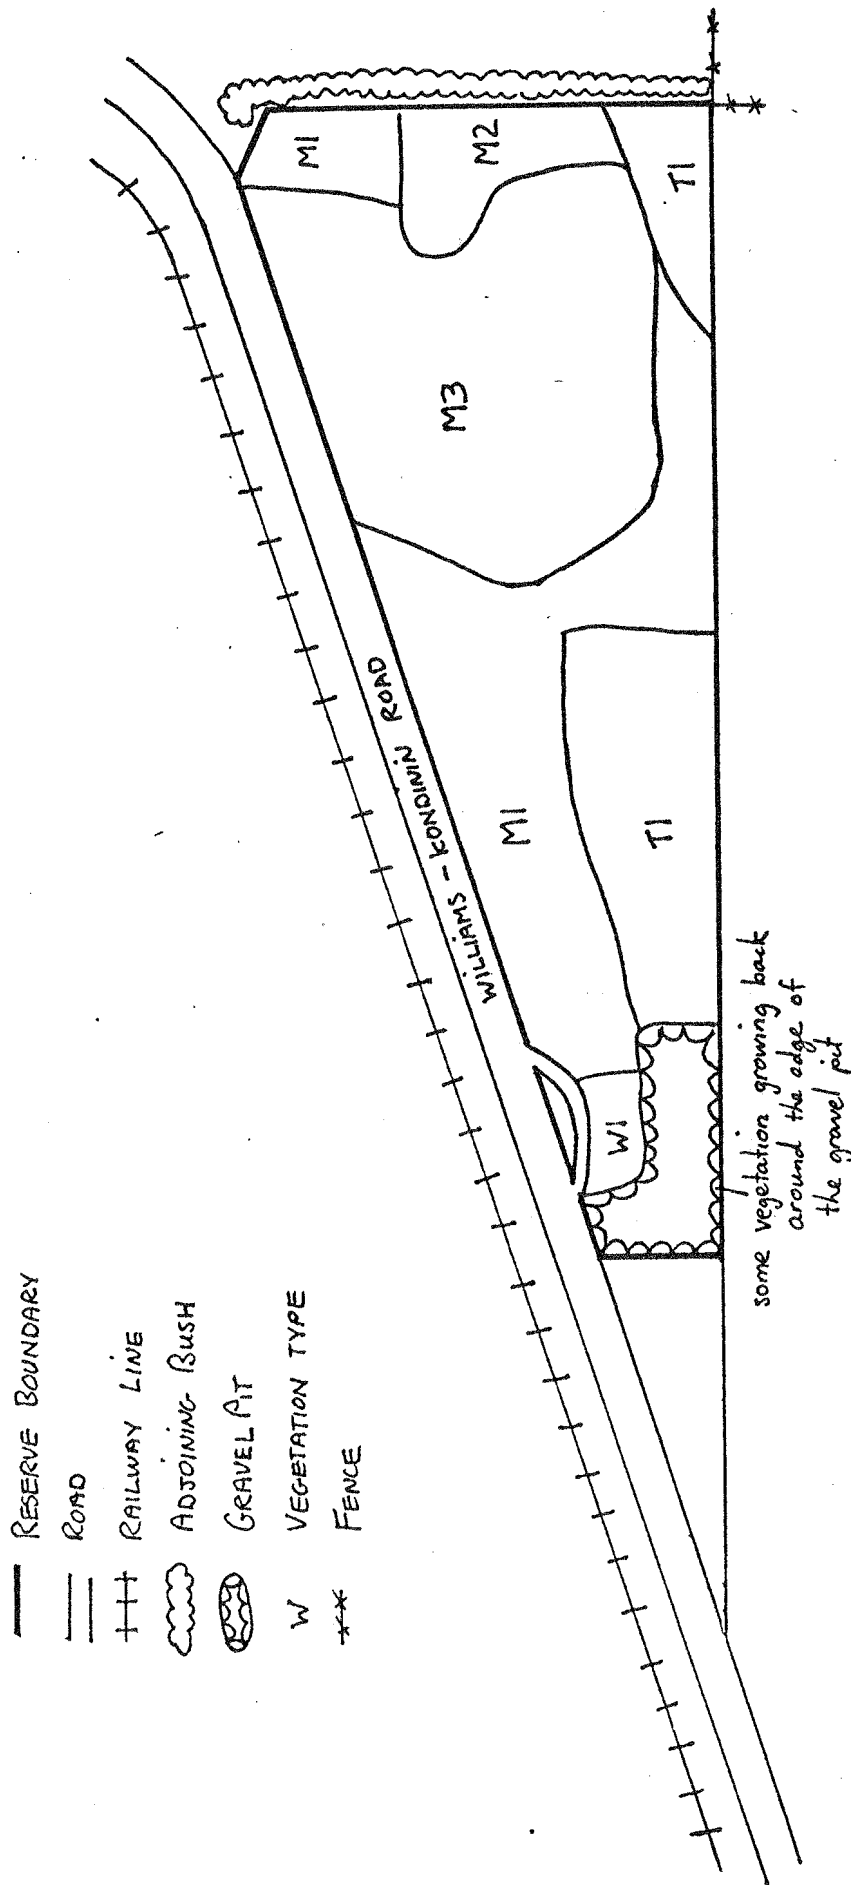 RESERVE BOUNDARY
ROAD
RAILWAY LINE
ADJOINING BUSH
GRAVEL PIT
W VEGETATION TYPE
FENCE
WILLIAMS - KONDININ ROAD
M1
M2
T1
M3
M1
T1
W1
some vegetation growing back
around the edge of
the gravel pit